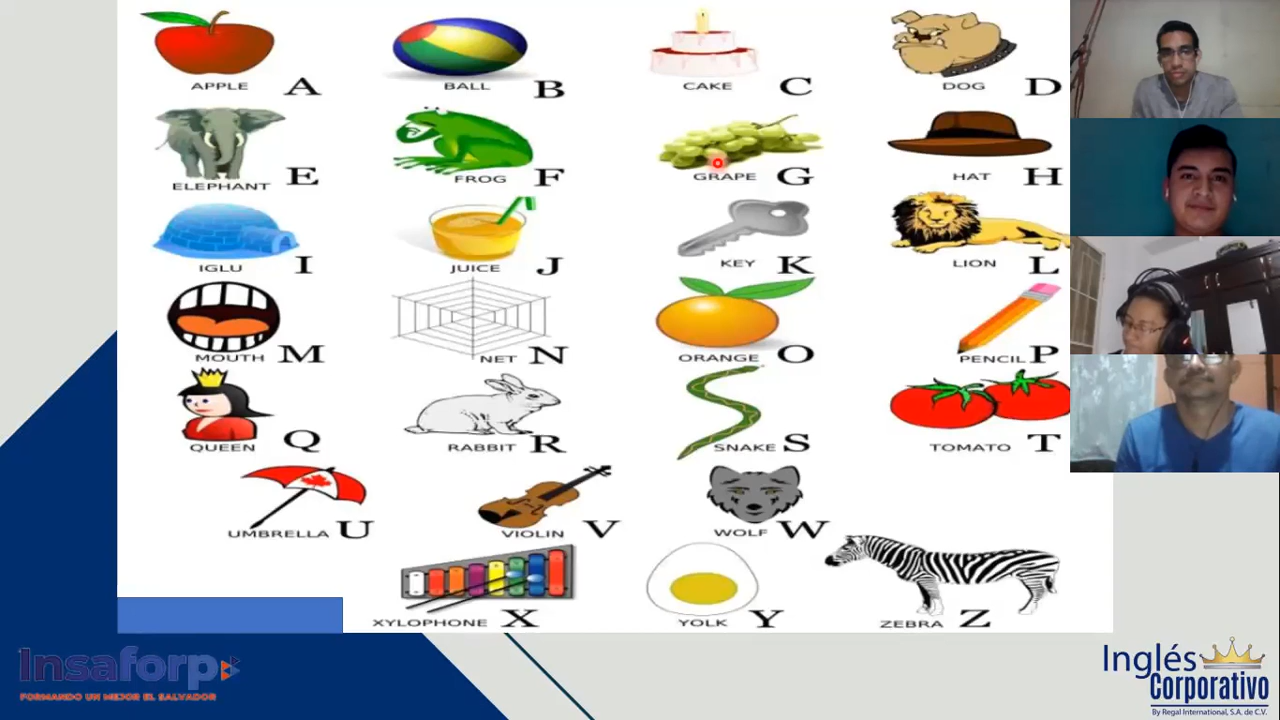 APPLE A
BALL B
CAKE C
DOG D
ELEPHANT E
FROG F
GRAPE G
HAT H
IGLU I
JUICE J
KEY K
LION L
MOUTH M
NET N
ORANGE O
PENCIL P
QUEEN Q
RABBIT R
SNAKE S
TOMATO T
UMBRELLA U
VIOLIN V
WOLF W
XYLOPHONE X
YOLK Y
ZEBRA Z
Insaforp
FORMANDO UN MEJOR EL SALVADOR
Inglés
Corporativo
By Regal International, S.A. de C.V.